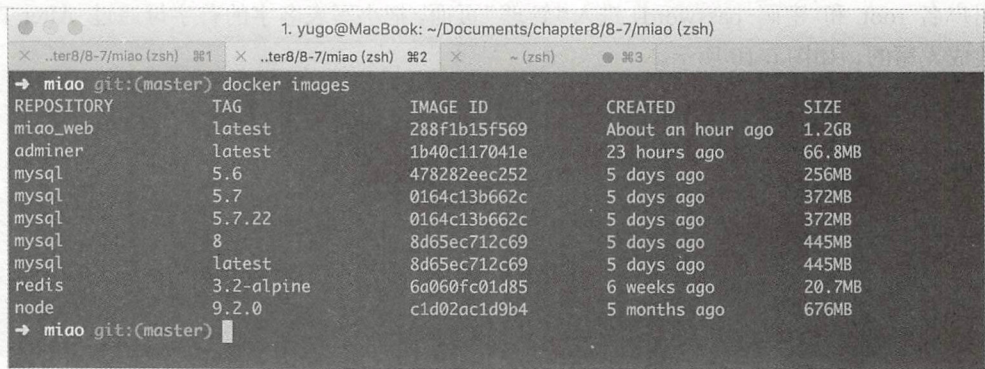 1. yugo@MacBook: ~/Documents/chapter8/8-7/miao (zsh)
× ..ter8/8-7/miao (zsh) ⌘1 × ..ter8/8-7/miao (zsh) ⌘2 × ~ (zsh) ● ⌘3
→ miao git:(master) docker images
REPOSITORY TAG IMAGE ID CREATED SIZE
miao_web latest 288f1b15f569 About an hour ago 1.2GB
adminer latest 1b40c117041e 23 hours ago 66.8MB
mysql 5.6 478282eec252 5 days ago 256MB
mysql 5.7 0164c13b662c 5 days ago 372MB
mysql 5.7.22 0164c13b662c 5 days ago 372MB
mysql 8 8d65ec712c69 5 days ago 445MB
mysql latest 8d65ec712c69 5 days ago 445MB
redis 3.2-alpine 6a060fc01d85 6 weeks ago 20.7MB
node 9.2.0 c1d02ac1d9b4 5 months ago 676MB
→ miao git:(master)